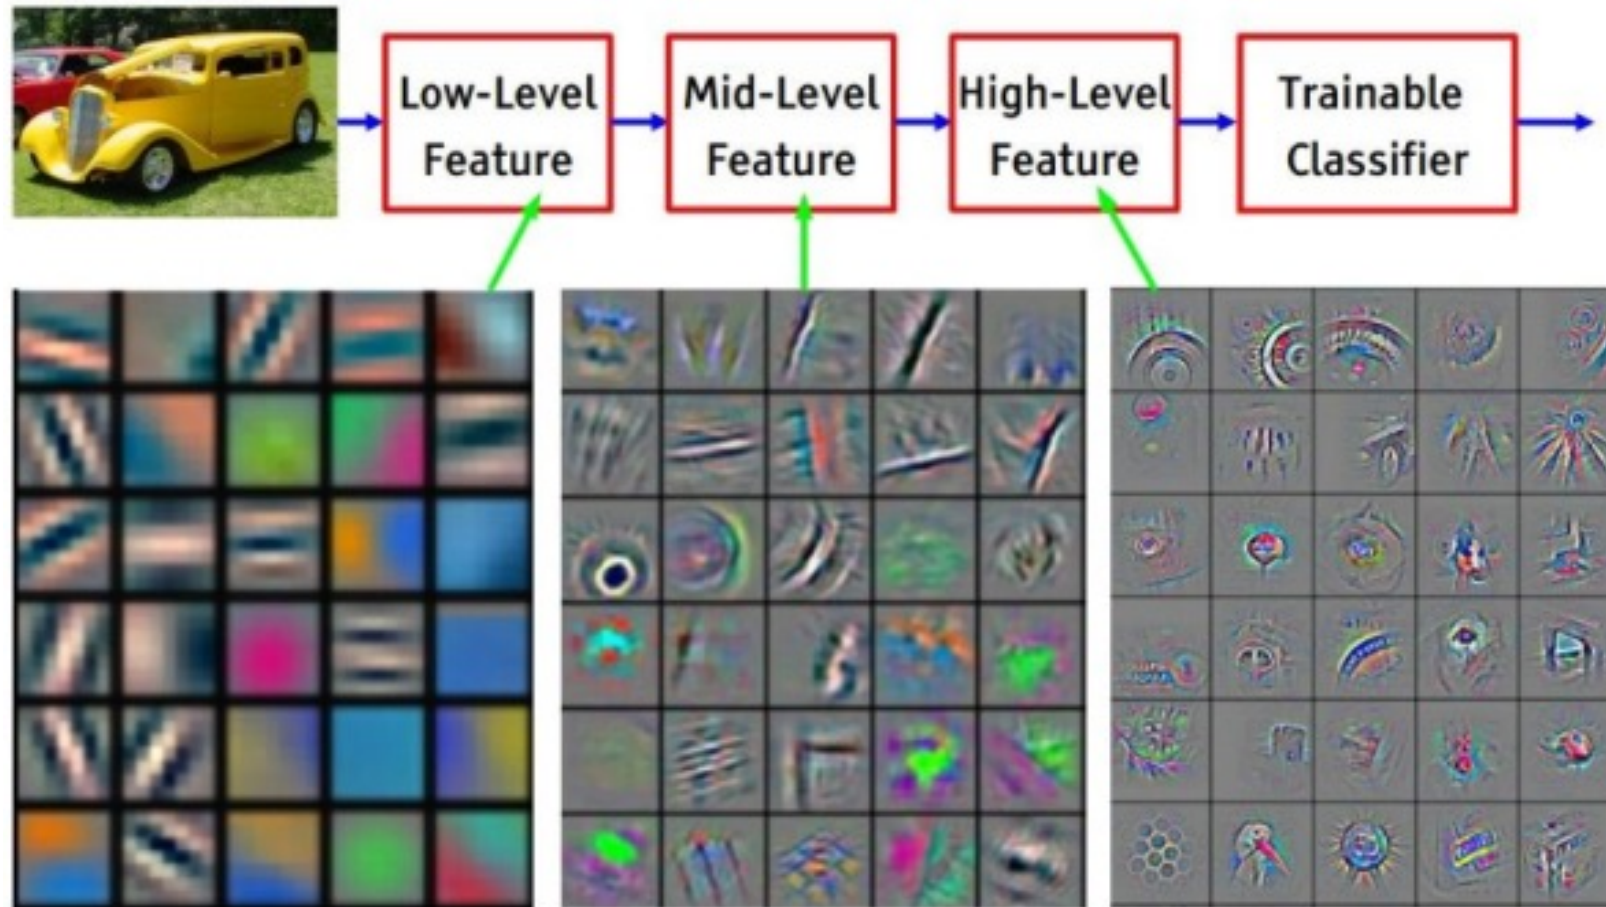 Low-Level
Feature
Mid-Level
Feature
High-Level
Feature
Trainable
Classifier